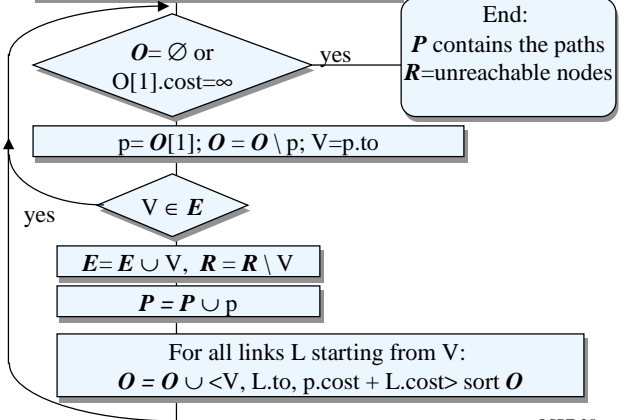 End:
P contains the paths
R=unreachable nodes
O= ∅ or
O[1].cost=∞
yes
p= O[1]; O = O \ p; V=p.to
V ∈ E
yes
E= E ∪ V, R = R \ V
P = P ∪ p
For all links L starting from V:
O = O ∪ <V, L.to, p.cost + L.cost> sort O